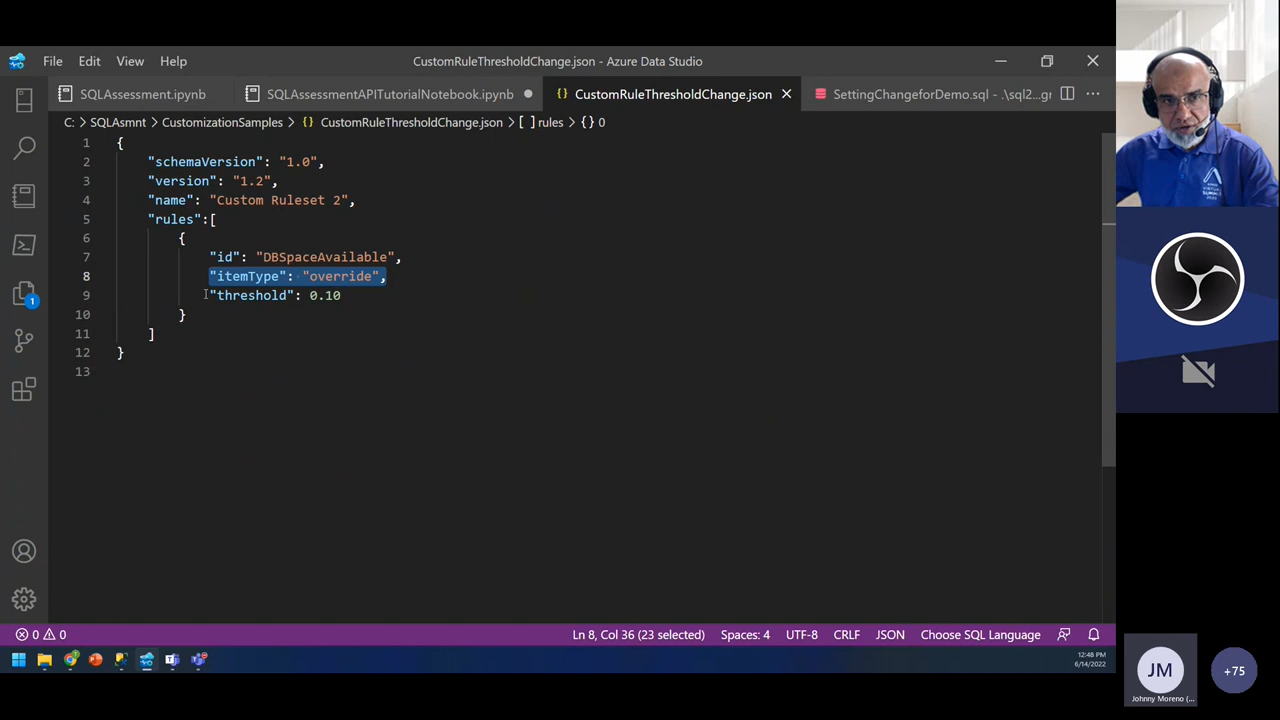 File Edit View Help
CustomRuleThresholdChange.json - Azure Data Studio
SQLAssessment.ipynb
SQLAssessmentAPITutorialNotebook.ipynb
CustomRuleThresholdChange.json
SettingChangeforDemo.sql - .\sql2...gr
C: > SQLAsmnt > CustomizationSamples > {} CustomRuleThresholdChange.json > [ ] rules > {} 0
1 {
2 "schemaVersion": "1.0",
3 "version": "1.2",
4 "name": "Custom Ruleset 2",
5 "rules":[
6 {
7 "id": "DBSpaceAvailable",
8 "itemType": "override",
9 "threshold": 0.10
10 }
11 ]
12 }
13
1
0 0 Ln 8, Col 36 (23 selected) Spaces: 4 UTF-8 CRLF JSON Choose SQL Language
12:48 PM
6/14/2022
SUMMIT
JM
Johnny Moreno (...
+75